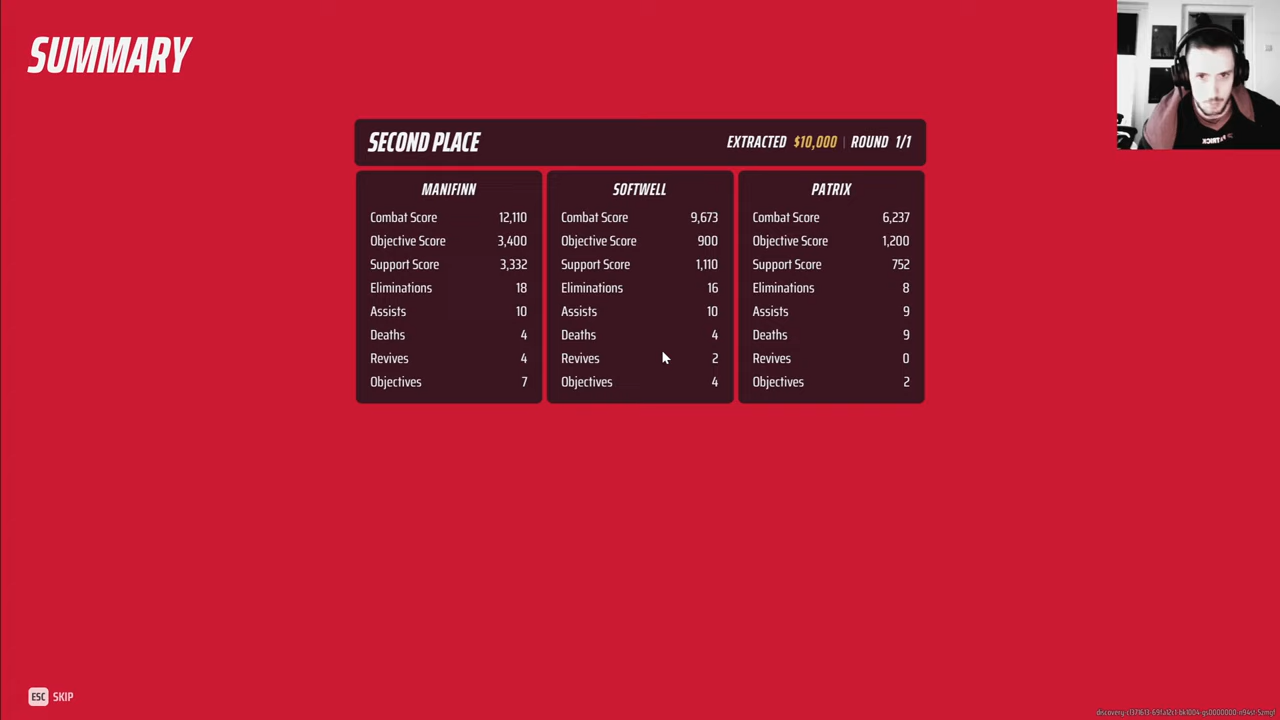 SUMMARY
SECOND PLACE
EXTRACTED $10,000 | ROUND 1/1
MANIFINN
Combat Score 12,110
Objective Score 3,400
Support Score 3,332
Eliminations 18
Assists 10
Deaths 4
Revives 4
Objectives 7
SOFTWELL
Combat Score 9,673
Objective Score 900
Support Score 1,110
Eliminations 16
Assists 10
Deaths 4
Revives 2
Objectives 4
PATRIX
Combat Score 6,237
Objective Score 1,200
Support Score 752
Eliminations 8
Assists 9
Deaths 9
Revives 0
Objectives 2
ESC SKIP